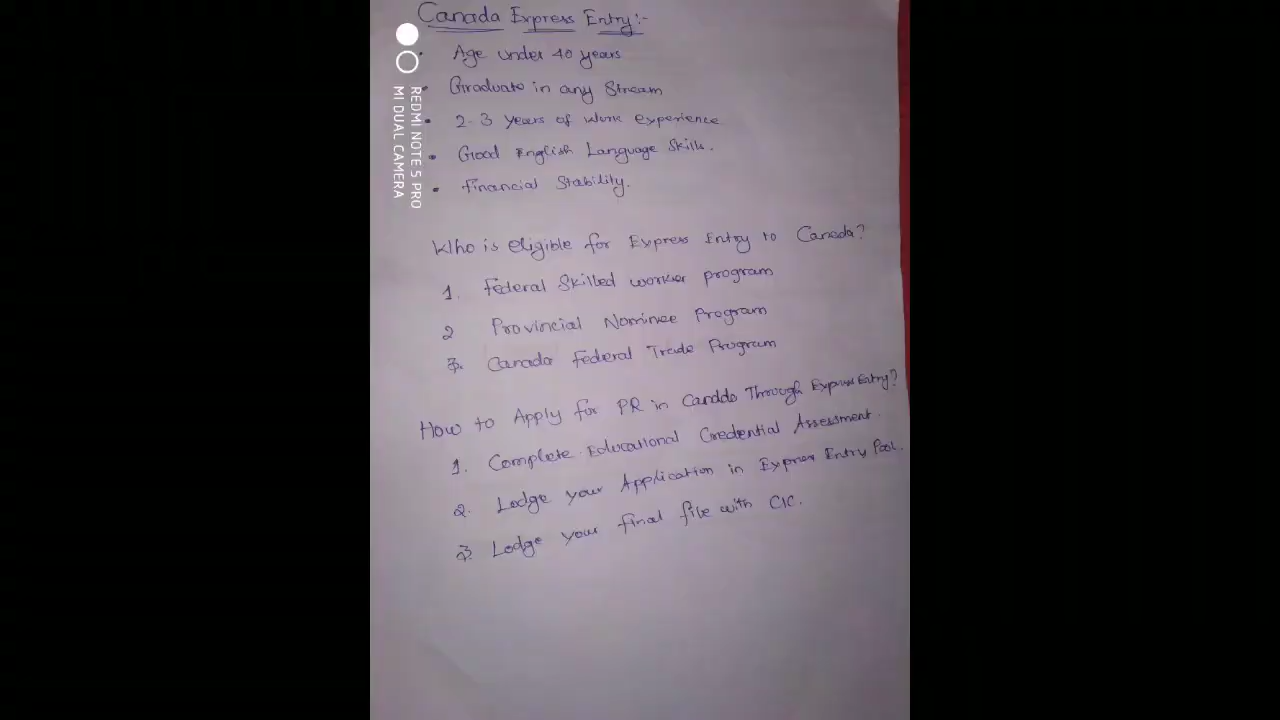 Canada Express Entry:-
• Age under 40 years
• Graduate in any Stream
• 2-3 years of work experience
• Good English Language Skills.
• Financial Stability.
Who is eligible for Express Entry to Canada?
1. Federal Skilled worker program
2 Provincial Nominee Program
3. Canada Federal Trade Program
How to Apply for PR in Canddo Through Express Entry?
1. Complete Educational Credential Assessment.
2. Lodge your Application in Express Entry Pool.
3. Lodge your final file with CIC.
REDMI NOTE 5 PRO
MI DUAL CAMERA